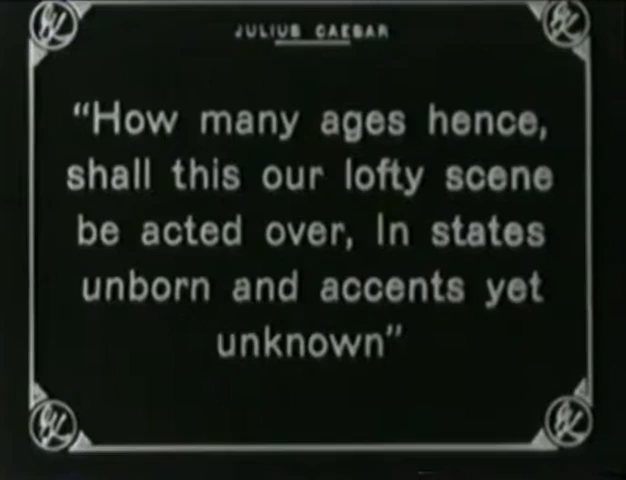 JULIUS CAESAR
"How many ages hence,
shall this our lofty scene
be acted over, In states
unborn and accents yet
unknown"